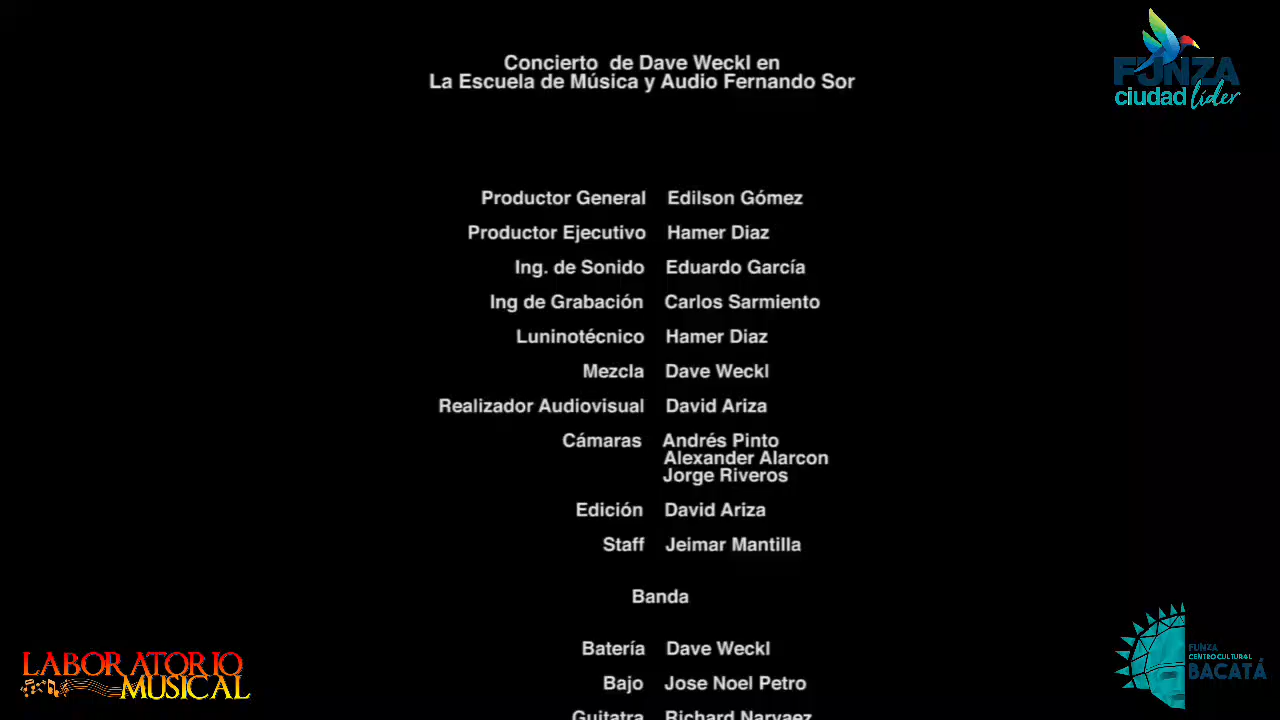 Concierto de Dave Weckl en
La Escuela de Música y Audio Fernando Sor
FUNZA
ciudad líder
Productor General Edilson Gómez
Productor Ejecutivo Hamer Diaz
Ing. de Sonido Eduardo García
Ing de Grabación Carlos Sarmiento
Luninotécnico Hamer Diaz
Mezcla Dave Weckl
Realizador Audiovisual David Ariza
Cámaras Andrés Pinto
Alexander Alarcon
Jorge Riveros
Edición David Ariza
Staff Jeimar Mantilla
Banda
Batería Dave Weckl
Bajo Jose Noel Petro
Guitatra Richard Narvaez
LABORATORIO
MUSICAL
FUNZA
CENTRO CULTURAL
BACATÁ